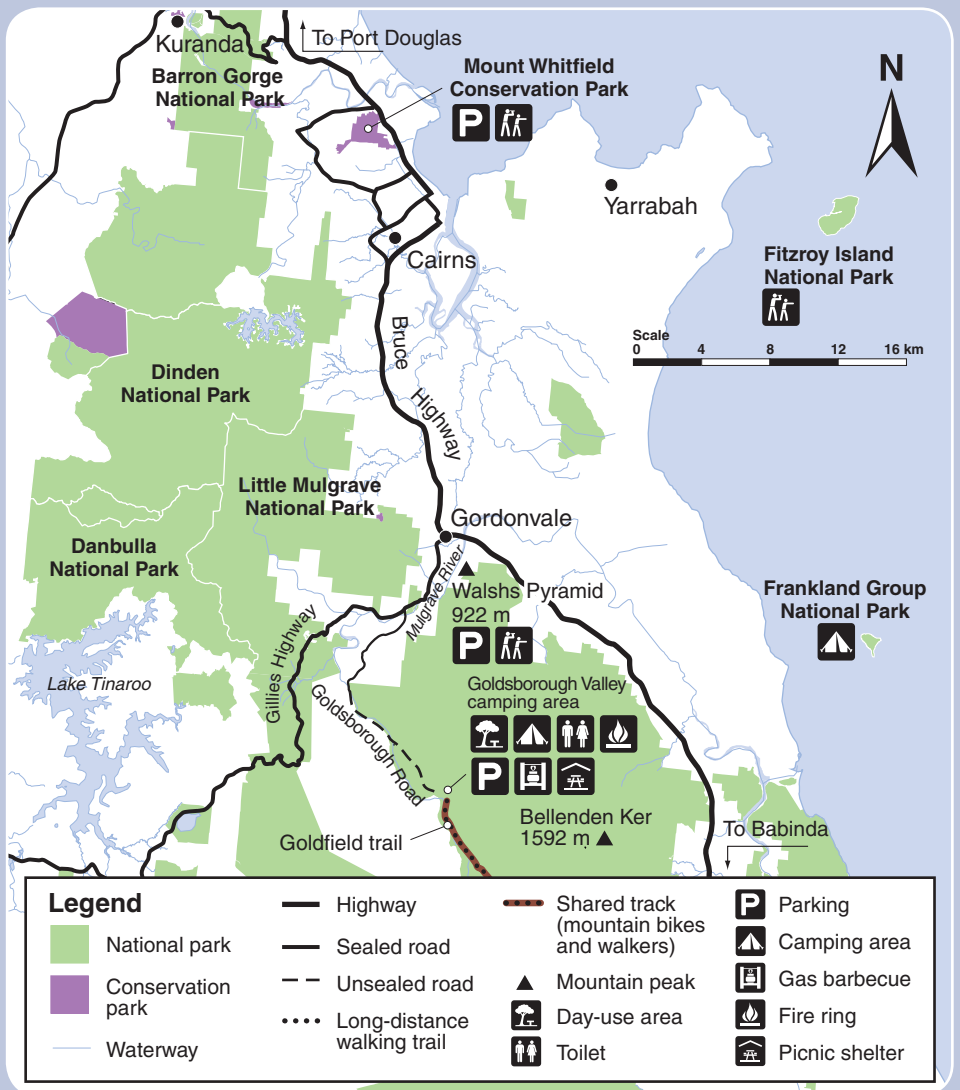 To Port Douglas
Kuranda
Barron Gorge
National Park
Mount Whitfield
Conservation Park
P
N
Yarrabah
Fitzroy Island
National Park
Cairns
Scale
0 4 8 12 16 km
Bruce
Highway
Dinden
National Park
Little Mulgrave
National Park
Gordonvale
Danbulla
National Park
Mulgrave River
Walshs Pyramid
922 m
P
Frankland Group
National Park
Gillies Highway
Lake Tinaroo
Goldsborough Road
Goldsborough Valley
camping area
P
Bellenden Ker
1592 m
To Babinda
Goldfield trail
Legend
National park
Conservation
park
Waterway
Highway
Sealed road
Unsealed road
Long-distance
walking trail
Shared track
(mountain bikes
and walkers)
Mountain peak
Day-use area
Toilet
P
Parking
Camping area
Gas barbecue
Fire ring
Picnic shelter